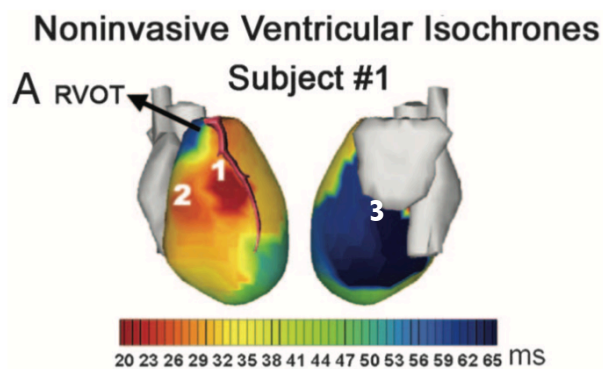 Noninvasive Ventricular Isochrones
Subject #1
A RVOT
1
2
3
20 23 26 29 32 35 38 41 44 47 50 53 56 59 62 65 ms